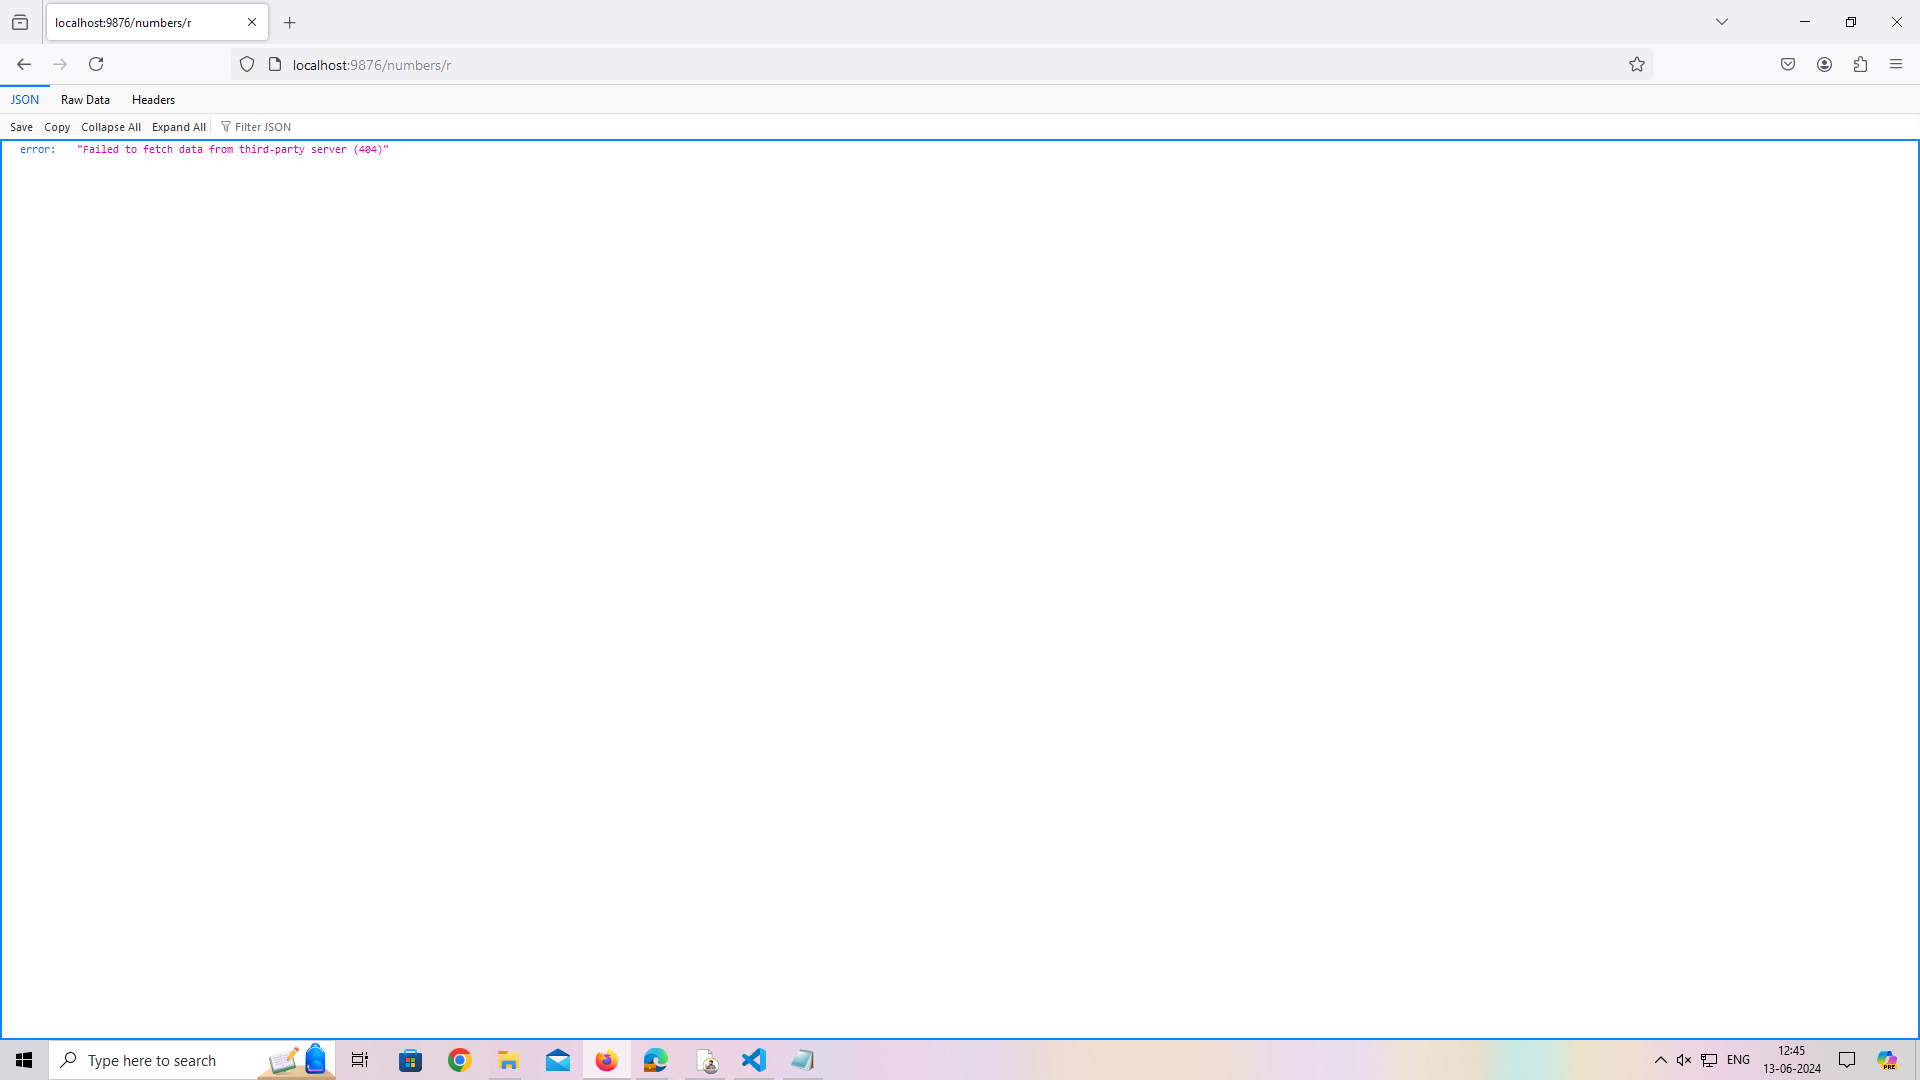 localhost:9876/numbers/r
localhost:9876/numbers/r
JSON Raw Data Headers
Save Copy Collapse All Expand All Filter JSON
error: "Failed to fetch data from third-party server (404)"
Type here to search
ENG
12:45
13-06-2024
PRE